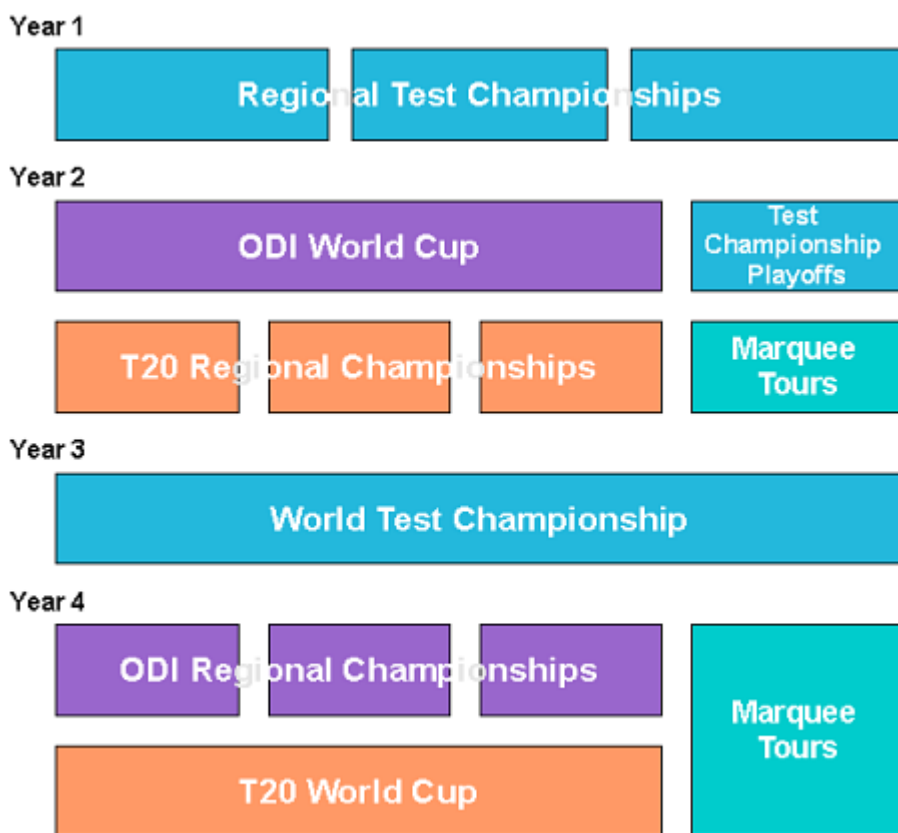 Year 1
Regional Test Championships
Year 2
ODI World Cup
Test
Championship
Playoffs
T20 Regional Championships
Marquee
Tours
Year 3
World Test Championship
Year 4
ODI Regional Championships
Marquee
Tours
T20 World Cup